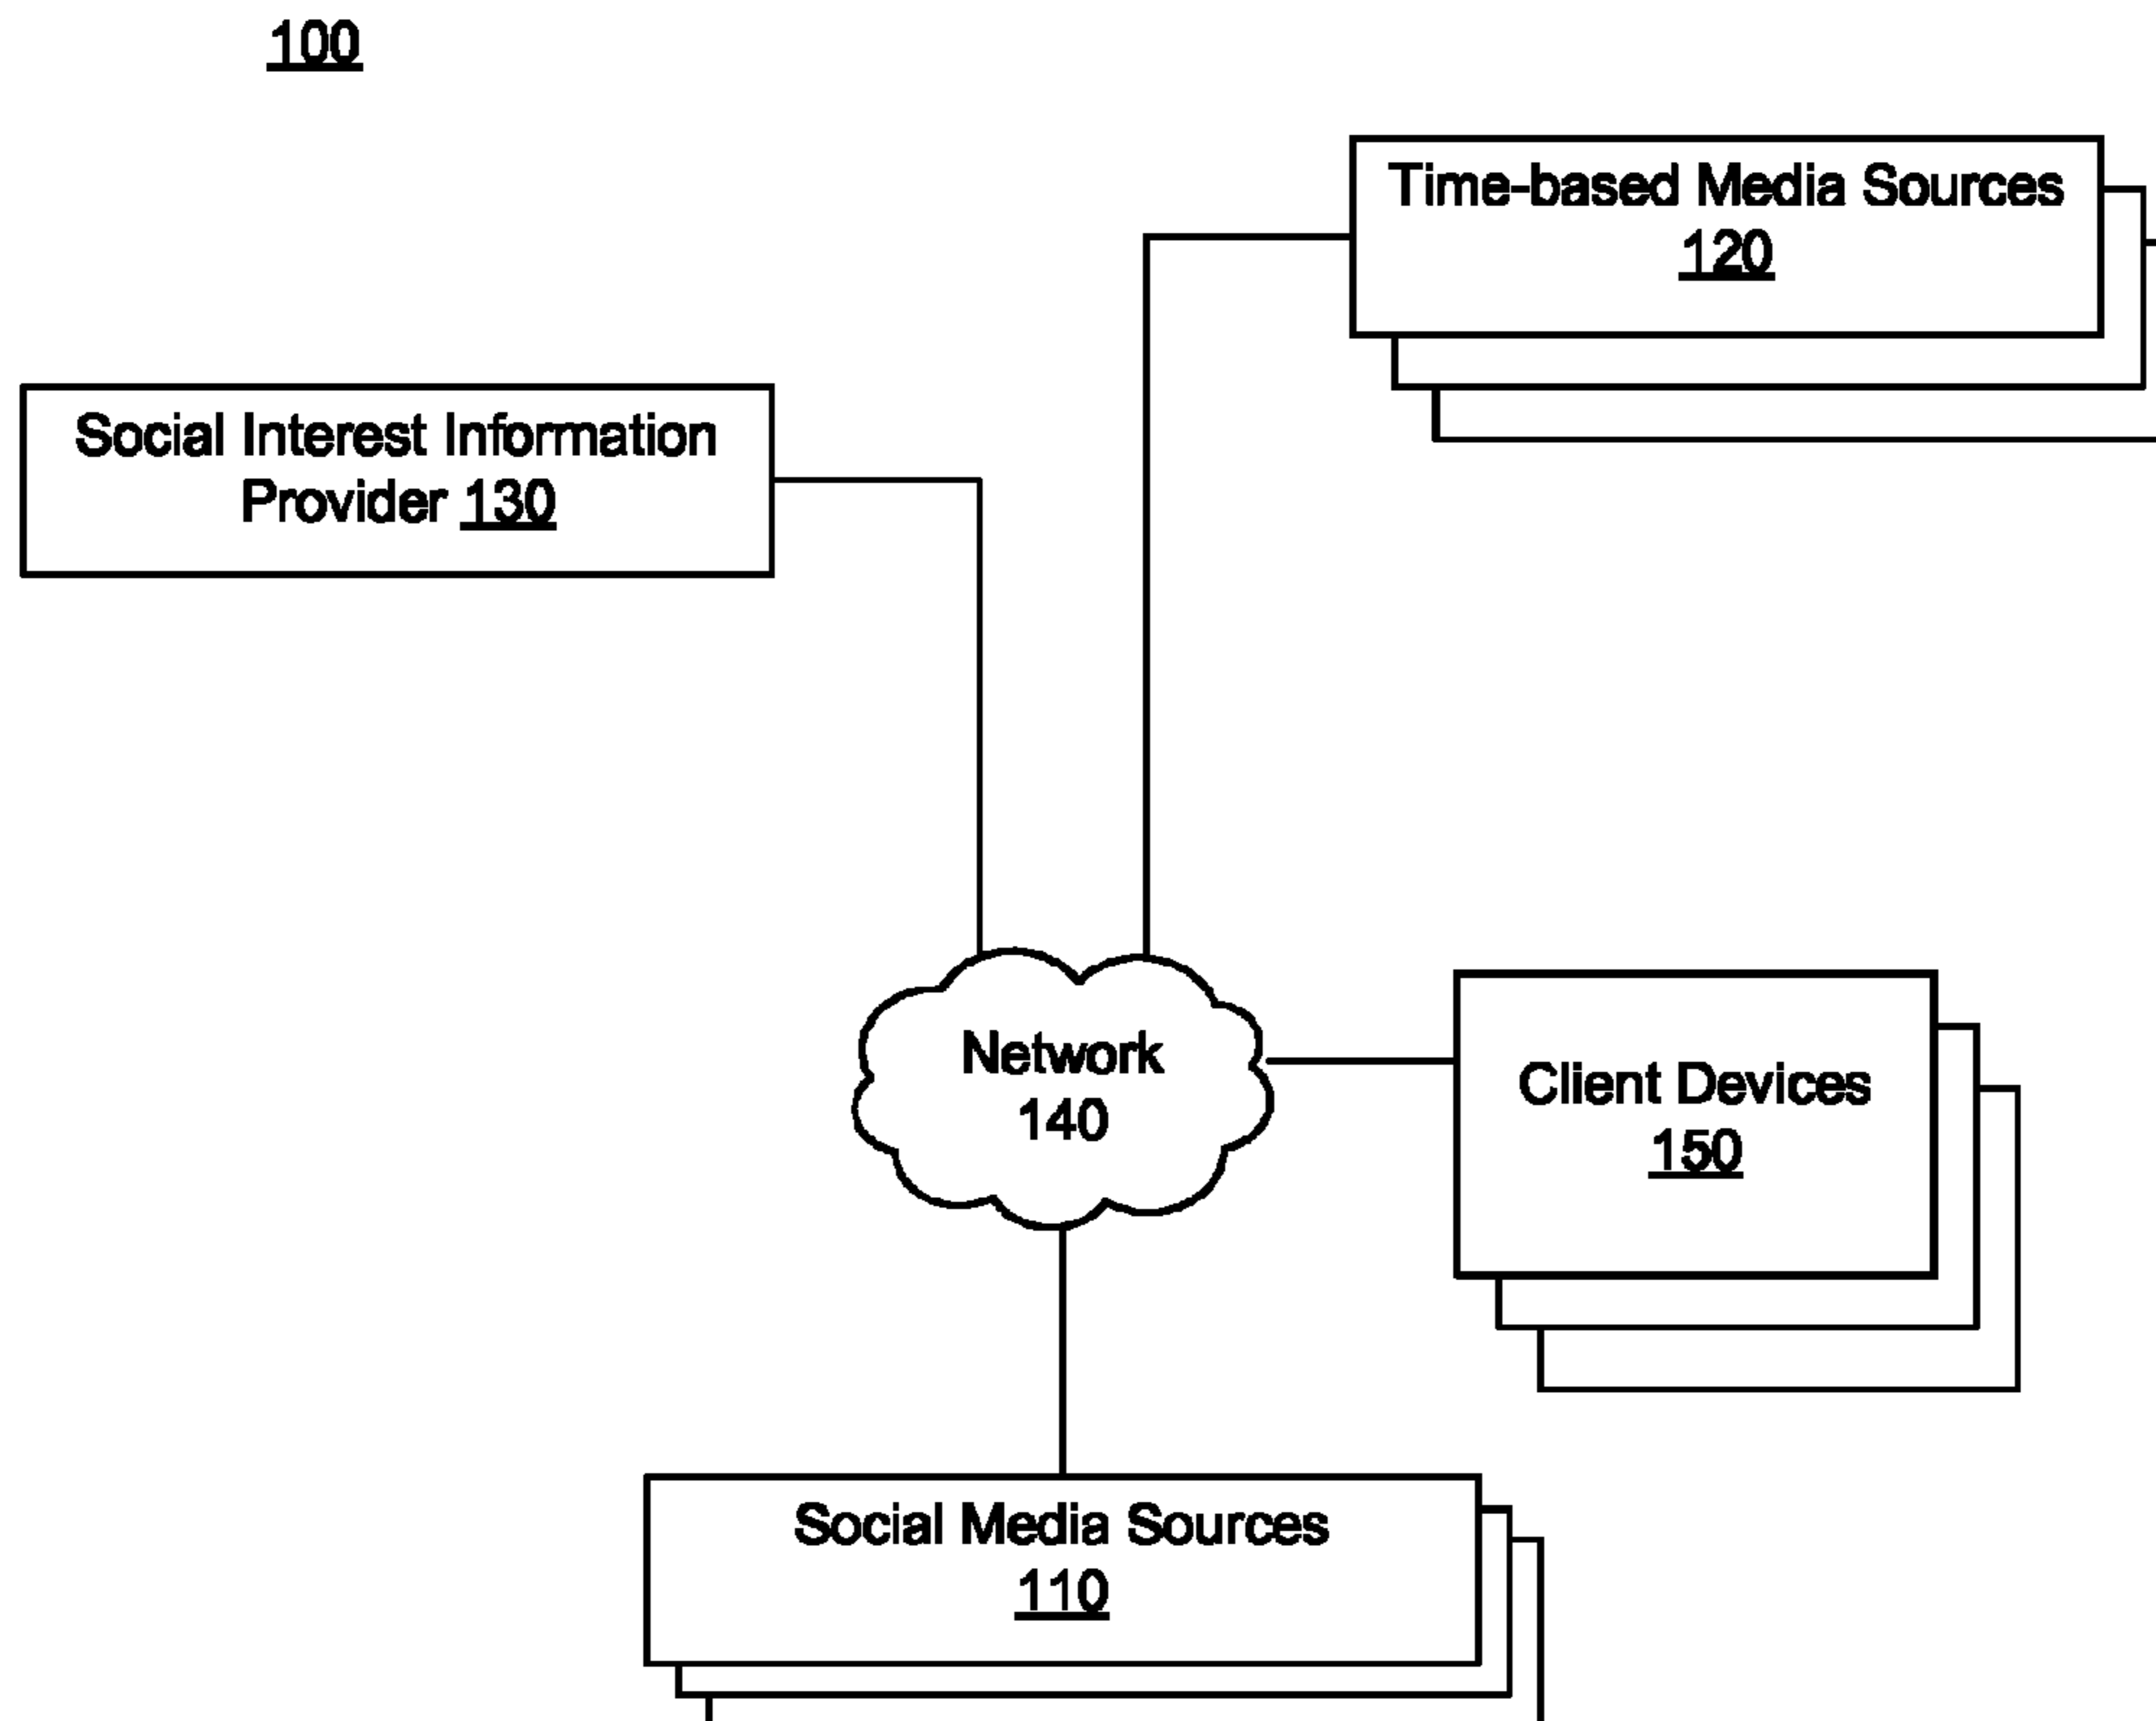 100
Time-based Media Sources
120
Social Interest Information
Provider 130
Network
140
Client Devices
150
Social Media Sources
110